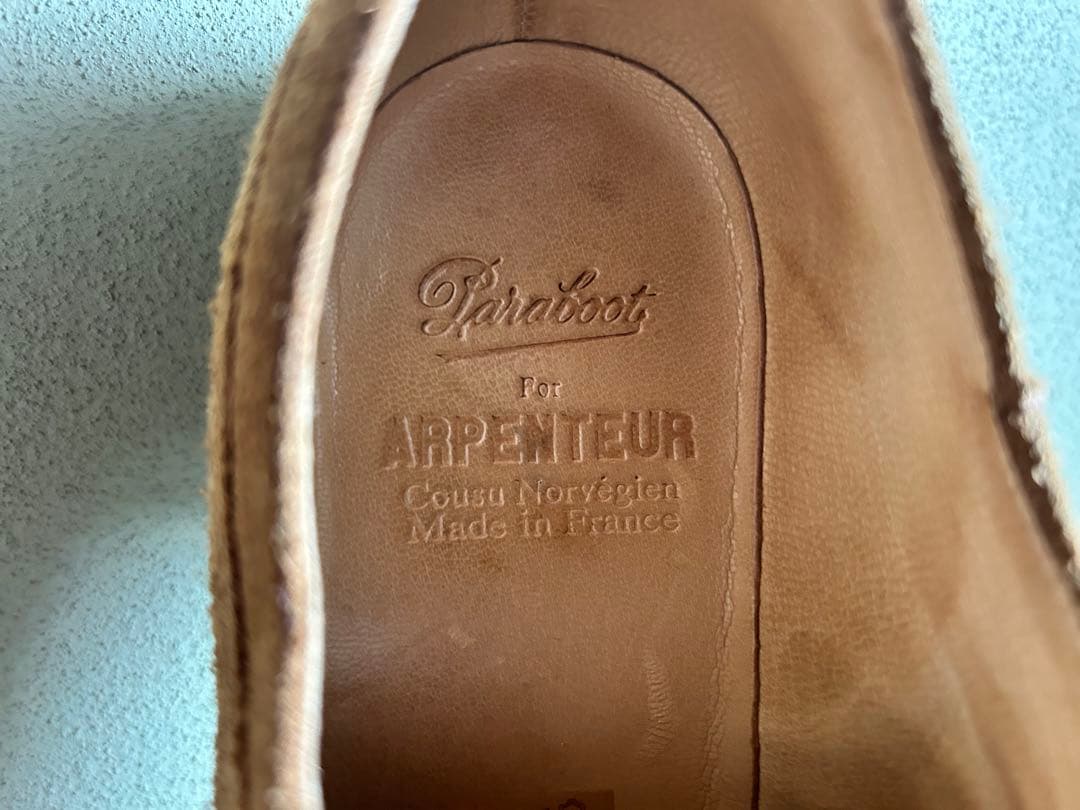 Paraboot
For
ARPENTEUR
Cousu Norvégien
Made in France